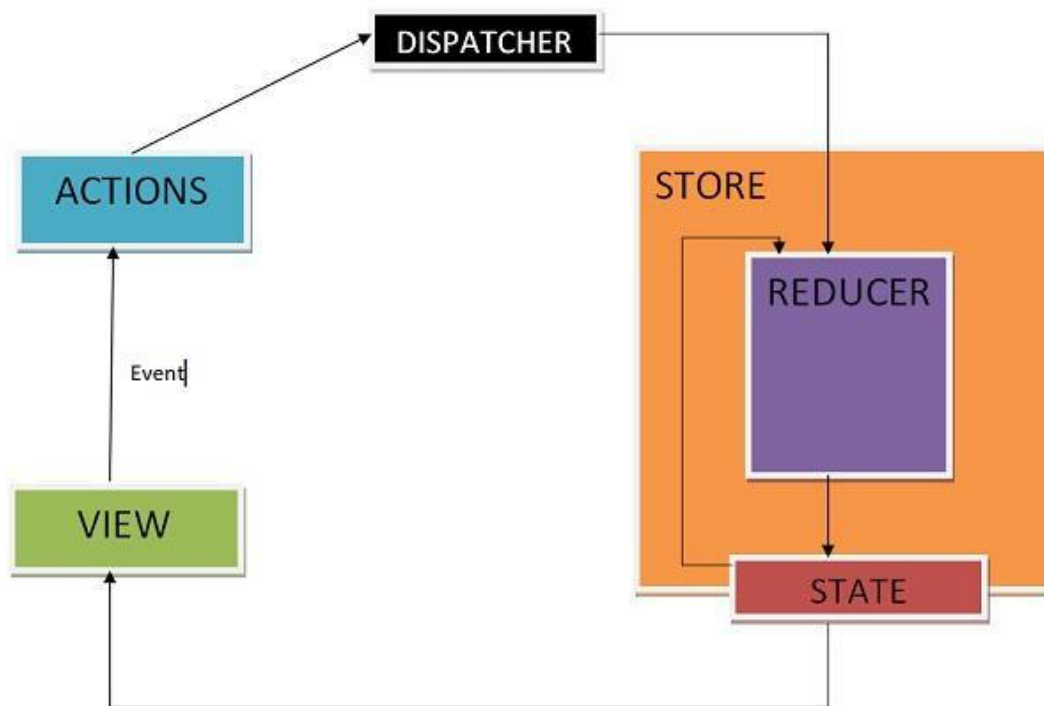 DISPATCHER
ACTIONS
STORE
REDUCER
Event
VIEW
STATE